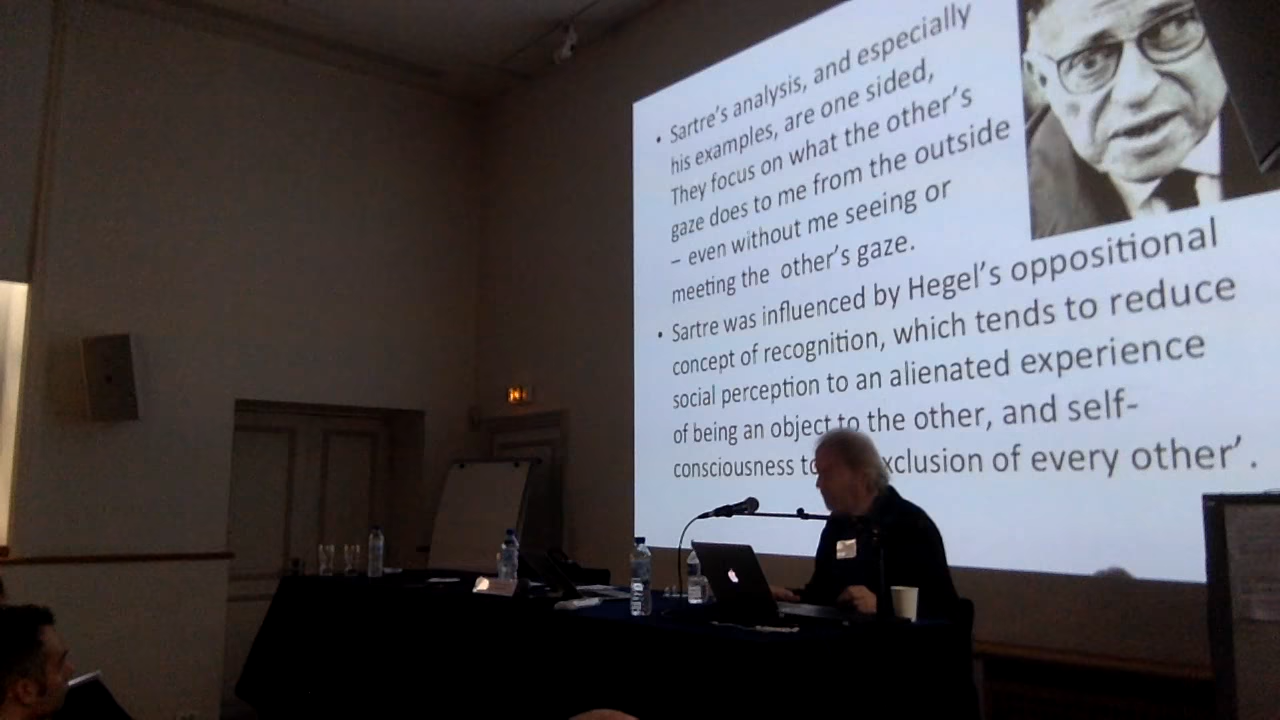 • Sartre's analysis, and especially
his examples, are one sided,
They focus on what the other's
gaze does to me from the outside
– even without me seeing or
meeting the other's gaze.
• Sartre was influenced by Hegel's oppositional
concept of recognition, which tends to reduce
social perception to an alienated experience
of being an object to the other, and self-
consciousness exclusion of every other'.